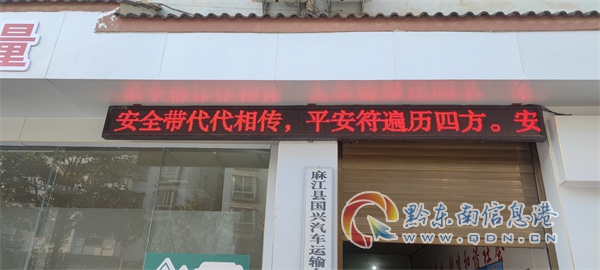 量
安全带代代相传，平安符遍历四方。安
麻江县国兴汽车运输
黔东南信息港
WWW.QDN.CN